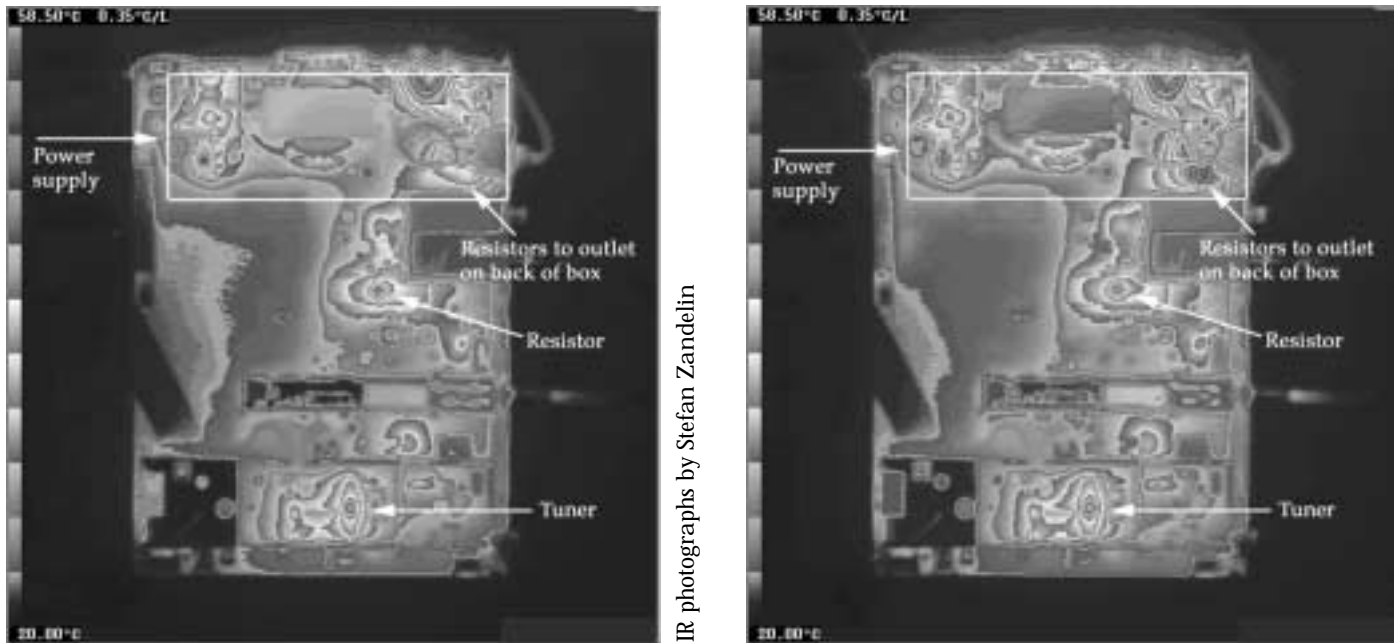 58.50°C 0.35°C/L
Power
supply
Resistors to outlet
on back of box
Resistor
Tuner
20.00°C
IR photographs by Stefan Zandelin
58.50°C 0.35°C/L
Power
supply
Resistors to outlet
on back of box
Resistor
Tuner
20.00°C